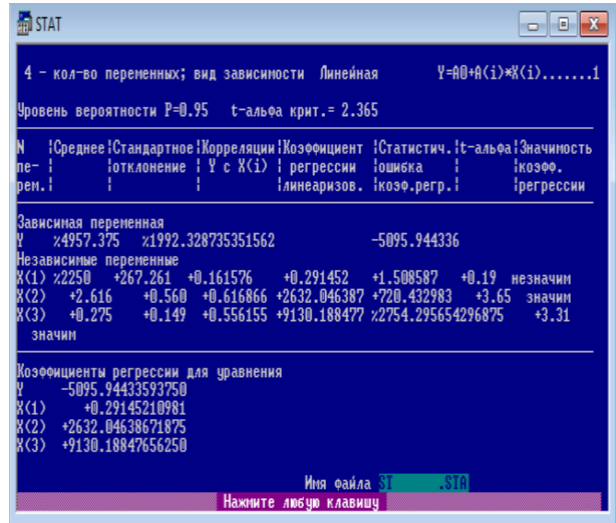 STAT
4 - кол-во переменных; вид зависимости Линейная Y=A0+A(i)*X(i).......1
Уровень вероятности P=0.95 t-альфа крит.= 2.365
N |Среднее|Стандартное|Корреляции|Коэффициент |Статистич.|t-альфа|Значимость
пе- | |отклонение | Y с X(i) | регрессии |ошибка | |коэфф.
рем.| | | |линеаризов. |коэф.регр.| |регрессии
Зависимая переменная
Y %4957.375 %1992.328735351562 -5095.944336
Независимые переменные
X(1) %2250 +267.261 +0.161576 +0.291452 +1.508587 +0.19 незначим
X(2) +2.616 +0.560 +0.616866 +2632.046387 +720.432983 +3.65 значим
X(3) +0.275 +0.149 +0.556155 +9130.188477 %2754.295654296875 +3.31
значим
Коэффициенты регрессии для уравнения
Y -5095.94433593750
X(1) +0.29145210981
X(2) +2632.04638671875
X(3) +9130.18847656250
Имя файла ST .STA
Нажмите любую клавишу